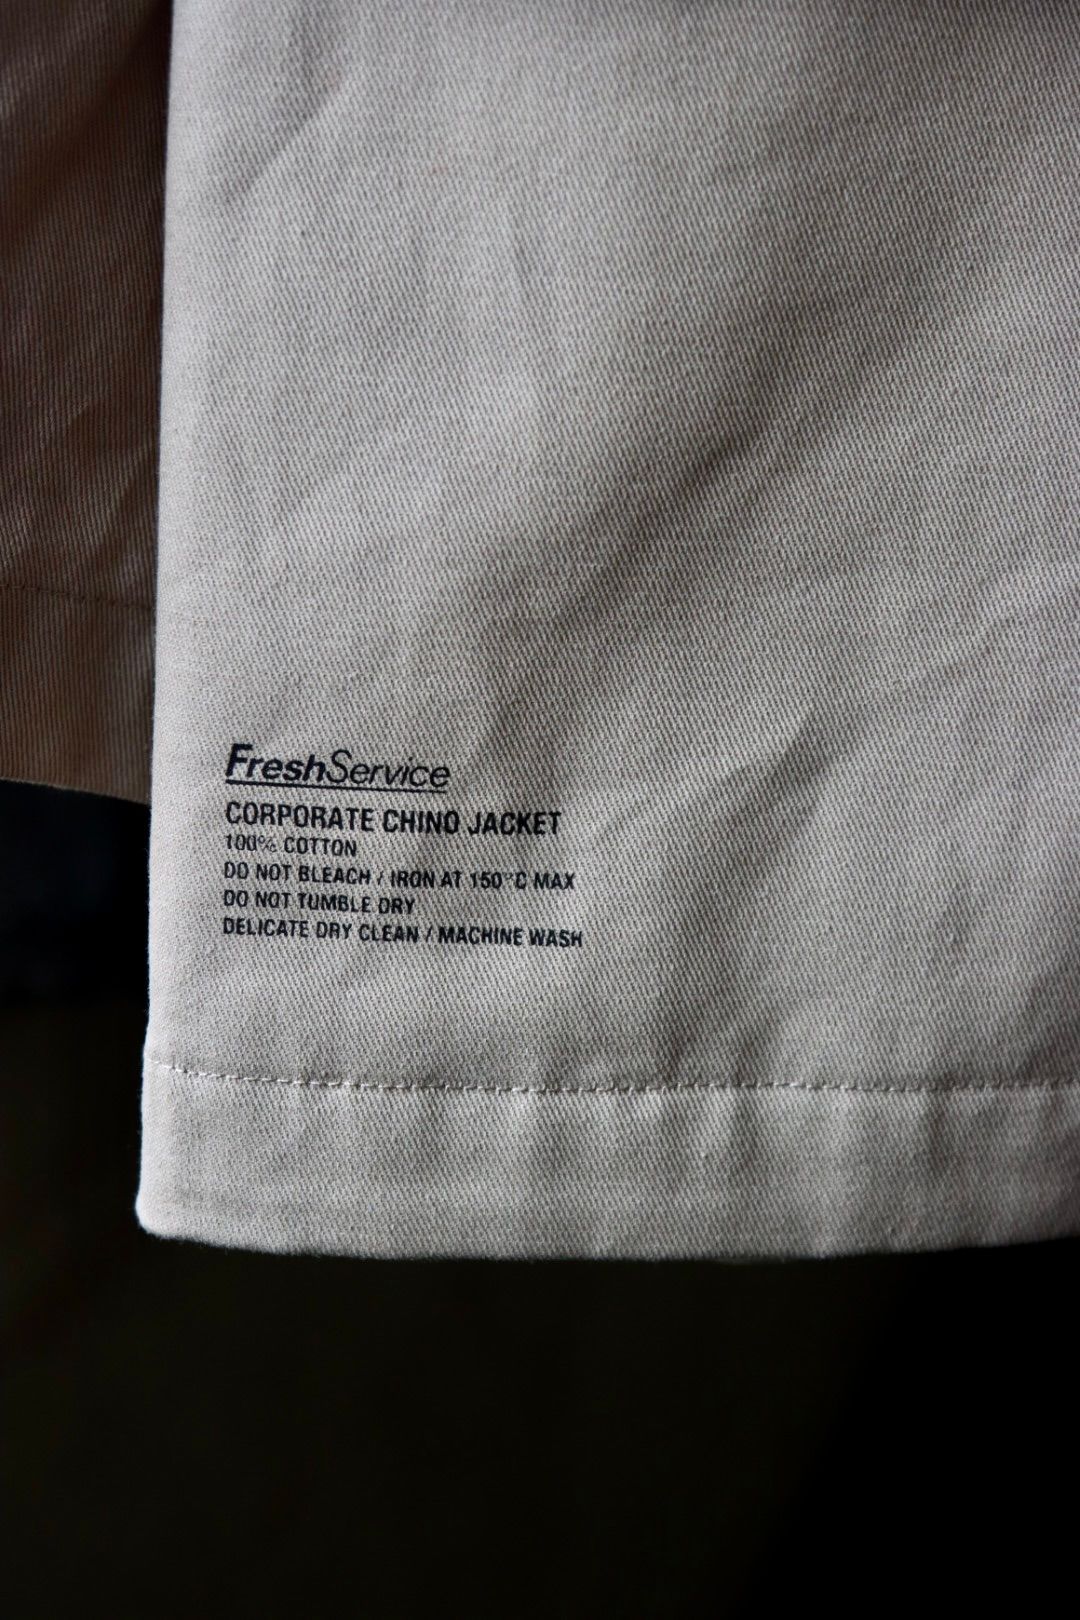 FreshService
CORPORATE CHINO JACKET
100% COTTON
DO NOT BLEACH / IRON AT 150°C MAX
DO NOT TUMBLE DRY
DELICATE DRY CLEAN / MACHINE WASH